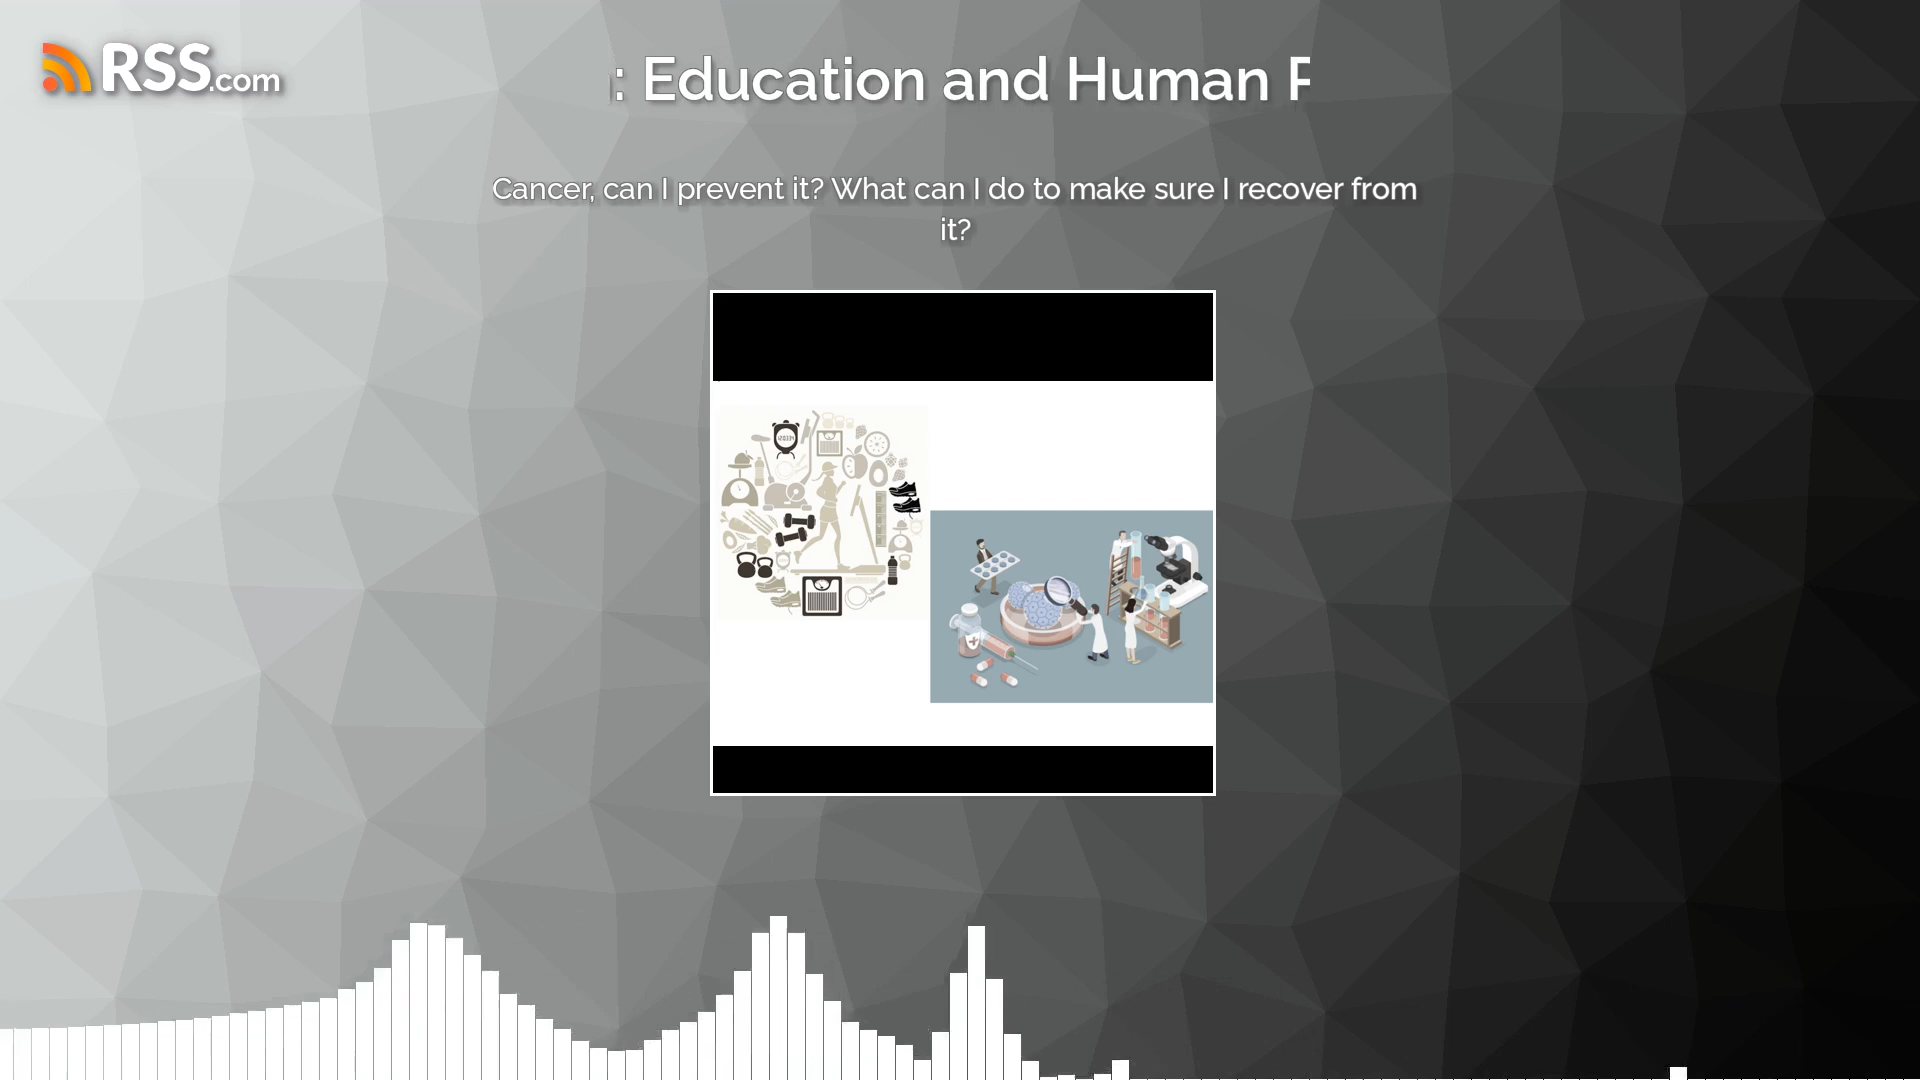 RSS.com
: Education and Human
Cancer, can I prevent it? What can I do to make sure I recover from
it?